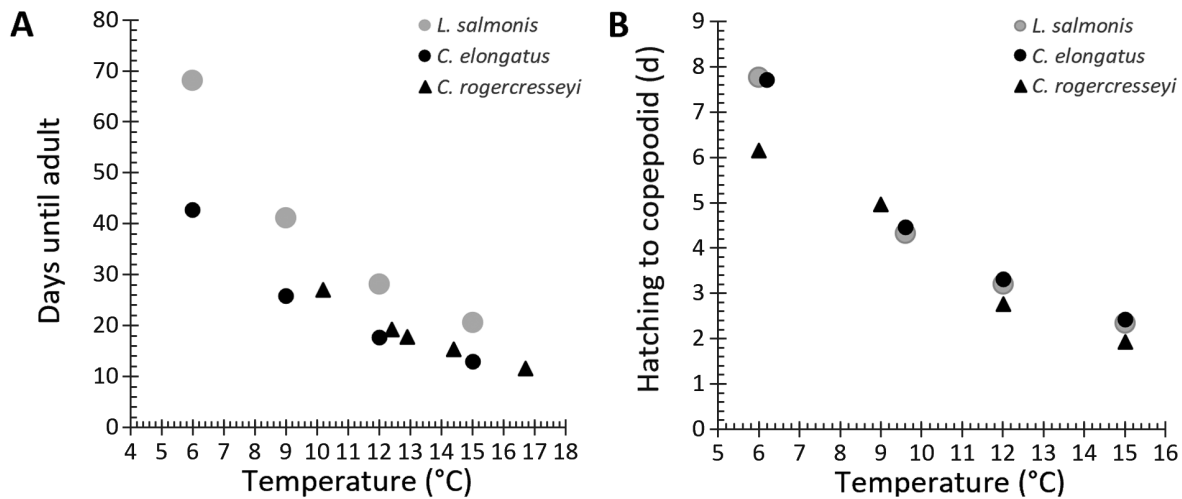 A
80
70
60
50
40
30
20
10
0
Days until adult
L. salmonis
C. elongatus
C. rogercresseyi
4 5 6 7 8 9 10 11 12 13 14 15 16 17 18
Temperature (°C)
B
9
8
7
6
5
4
3
2
1
0
Hatching to copepodid (d)
L. salmonis
C. elongatus
C. rogercresseyi
5 6 7 8 9 10 11 12 13 14 15 16
Temperature (°C)